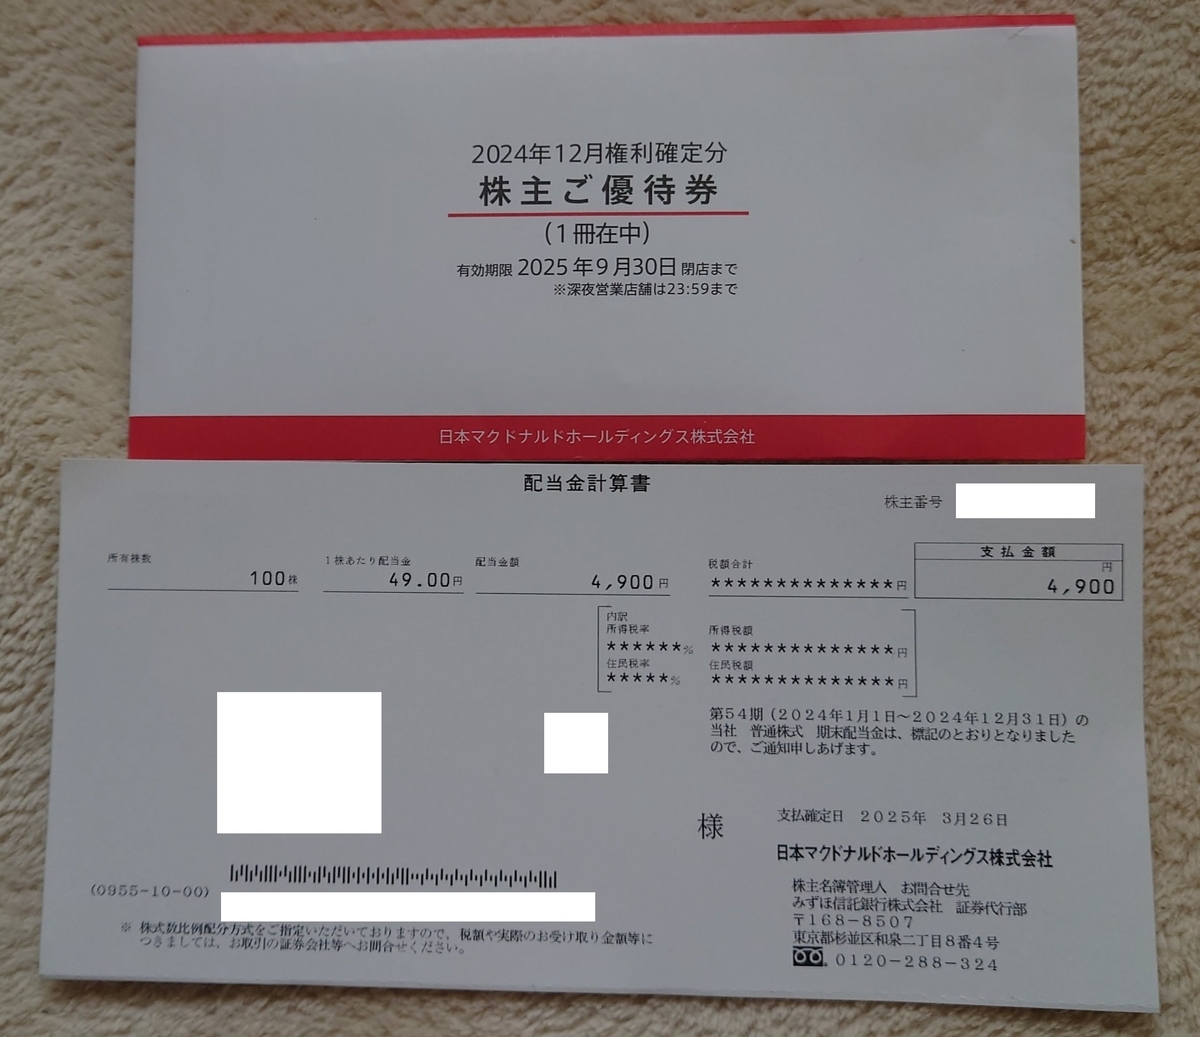 2024年12月権利確定分
株主ご優待券
(1冊在中)
有効期限 2025年9月30日 閉店まで
※深夜営業店舗は23:59まで
日本マクドナルドホールディングス株式会社
配当金計算書
株主番号
所有株数
100株
1株あたり配当金
49.00円
配当金額
4,900円
税額合計
**************円
支払金額
円
4,900
内訳
所得税率
******%
住民税率
*****%
所得税額
**************円
住民税額
**************円
第54期(2024年1月1日～2024年12月31日)の
当社 普通株式 期末配当金は、標記のとおりとなりました
ので、ご通知申しあげます。
様
支払確定日 2025年 3月26日
日本マクドナルドホールディングス株式会社
株主名簿管理人 お問合せ先
みずほ信託銀行株式会社 証券代行部
〒168-8507
東京都杉並区和泉二丁目8番4号
0120-288-324
(0955-10-00)
※ 株式数比例配分方式をご指定いただいておりますので、税額や実際のお受け取り金額等に
つきましては、お取引の証券会社等へお問合せください。